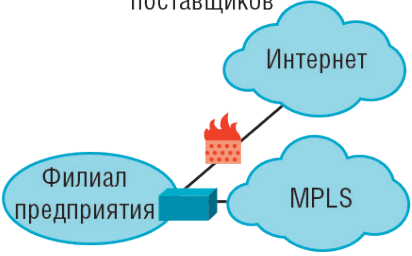 поставщиков
Интернет
Филиал
предприятия
MPLS